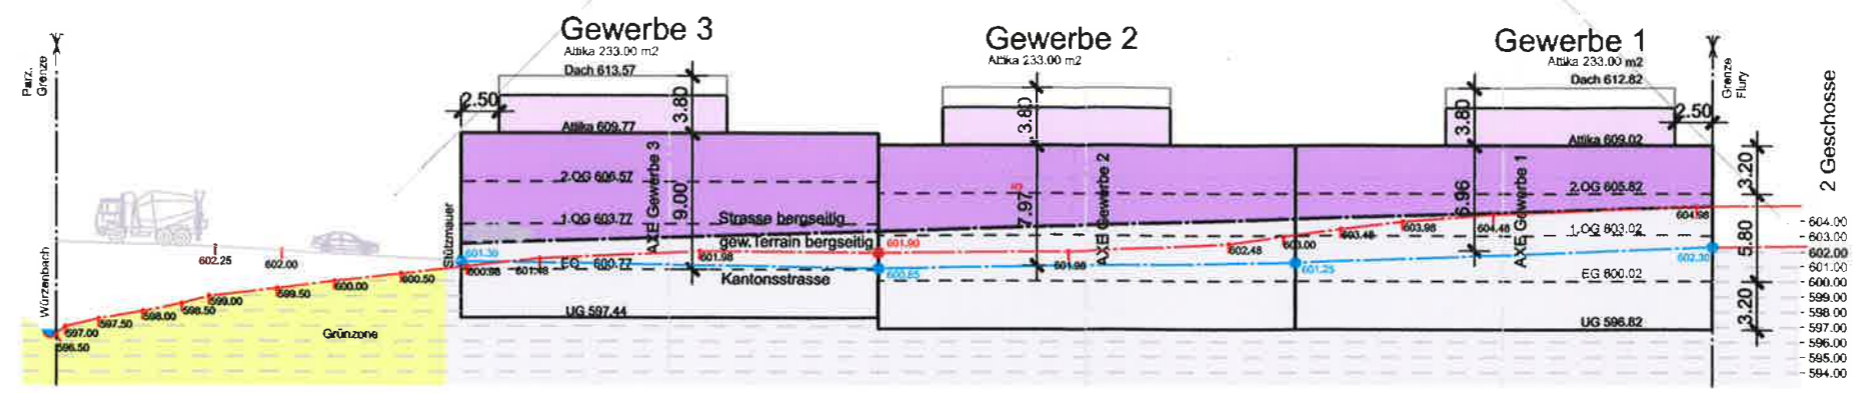 Gewerbe 3
Attika 233.00 m2
Dach 613.57
Gewerbe 2
Attika 233.00 m2
Gewerbe 1
Attika 233.00 m2
Dach 612.82
Parz.
Grenze
Grenze
Flury
2 Geschosse
2.50
3.80
3.80
3.80
2.50
Attika 609.77
Attika 609.02
2.OG 606.57
2.OG 605.82
1.OG 603.77
1.OG 603.02
AXE Gewerbe 3
9.00
AXE Gewerbe 2
7.97
AXE Gewerbe 1
6.96
3.20
5.80
3.20
Strasse bergseitig
gew.Terrain bergseitig
Kantonsstrasse
Stützmauer
Würzenbach
Grünzone
602.25
602.00
601.30
600.98
601.48
601.98
601.90
600.85
601.98
602.48
603.00
603.48
603.98
604.48
604.98
601.25
602.30
EG 600.77
EG 600.02
UG 597.44
UG 596.82
596.50
597.00
597.50
598.00
598.50
599.00
599.50
600.00
600.50
604.00
603.00
602.00
601.00
600.00
599.00
598.00
597.00
596.00
595.00
594.00